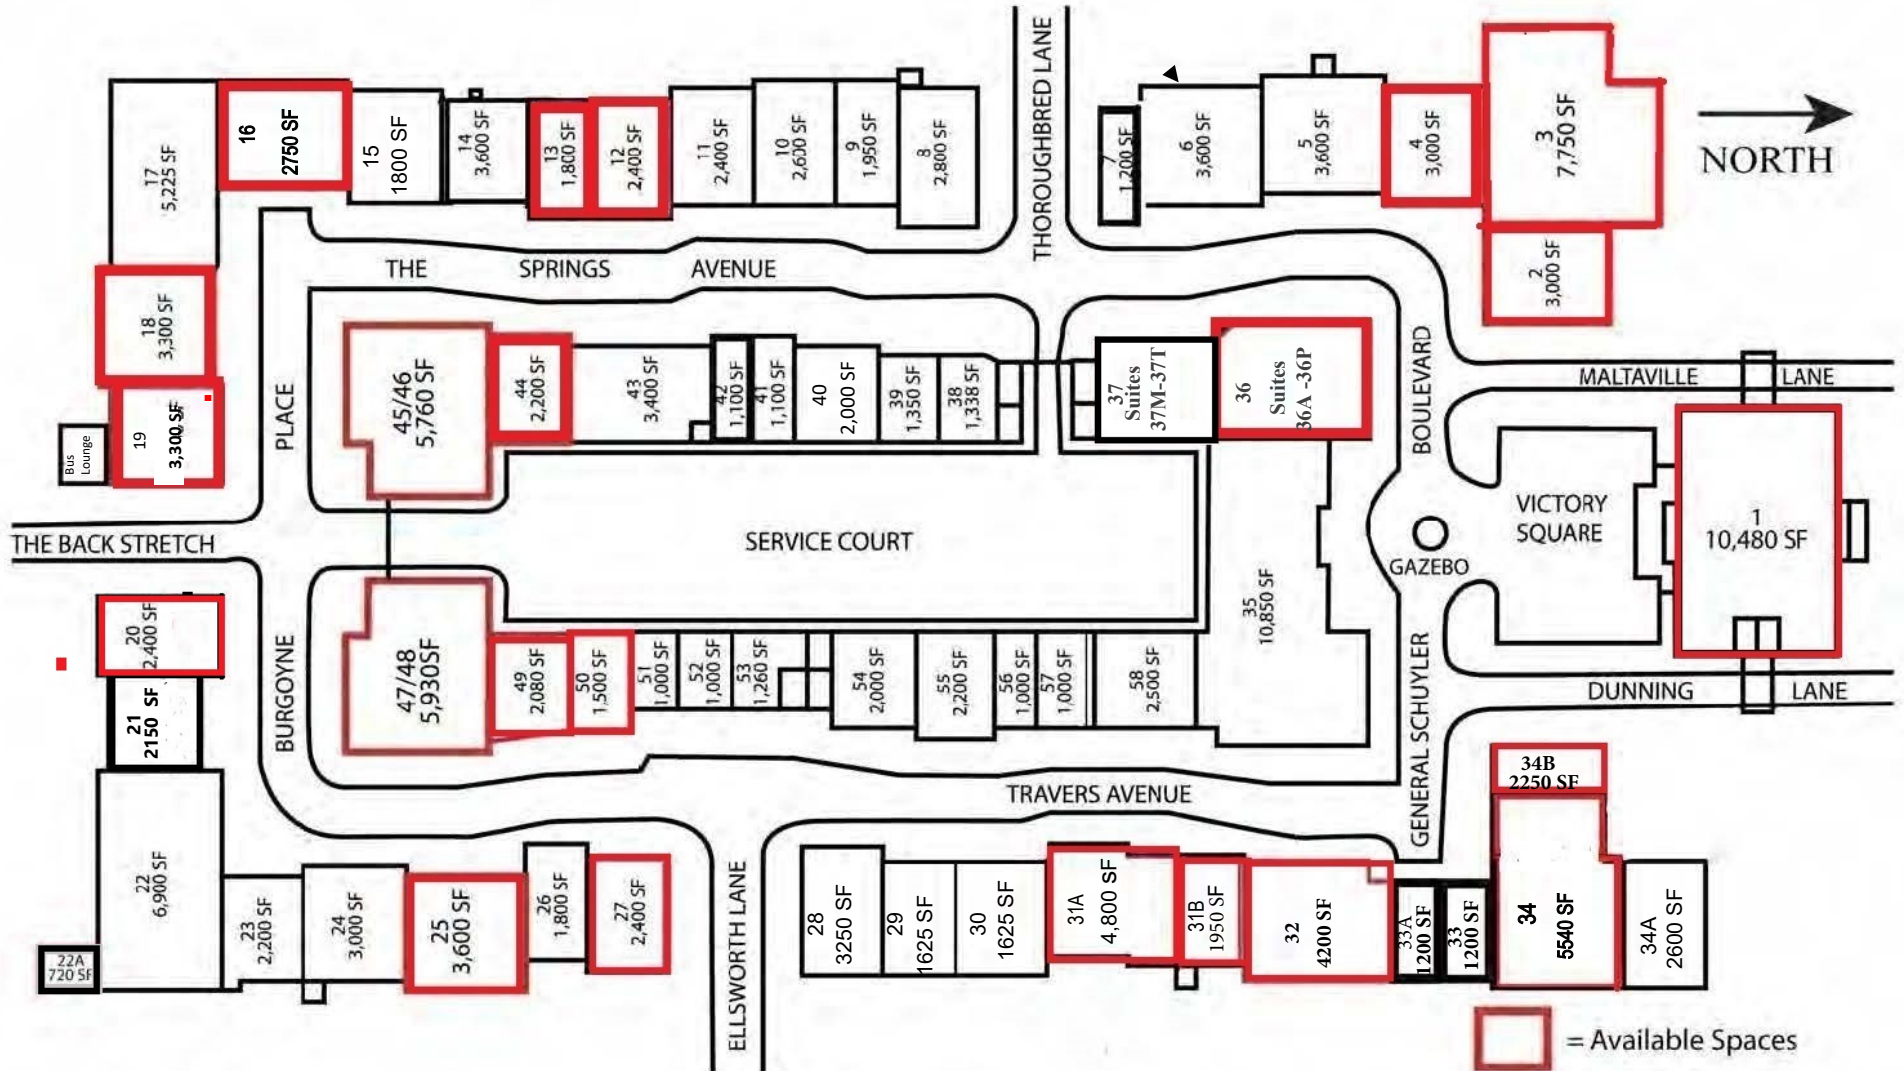 17
5,225 SF
16
2750 SF
15
1800 SF
14
3,600 SF
13
1,800 SF
12
2,400 SF
11
2,400 SF
10
2,600 SF
9
1,950 SF
8
2,800 SF
THOROUGHBRED LANE
7
1,200 SF
6
3,600 SF
5
3,600 SF
4
3,000 SF
3
7,750 SF
NORTH
2
3,000 SF
THE SPRINGS AVENUE
18
3,300 SF
19
3,300 SF
Bus
Lounge
BURGOYNE PLACE
45/46
5,760 SF
44
2,200 SF
43
3,400 SF
42
1,100 SF
41
1,100 SF
40
2,000 SF
39
1,350 SF
38
1,338 SF
37
Suites
37M-37T
36
Suites
36A -36P
GENERAL SCHUYLER BOULEVARD
MALTAVILLE LANE
THE BACK STRETCH
SERVICE COURT
GAZEBO
VICTORY
SQUARE
1
10,480 SF
35
10,850 SF
20
2,400 SF
21
2150 SF
47/48
5,930SF
49
2,080 SF
50
1,500 SF
51
1,000 SF
52
1,000 SF
53
1,260 SF
54
2,000 SF
55
2,200 SF
56
1,000 SF
57
1,000 SF
58
2,500 SF
DUNNING LANE
TRAVERS AVENUE
34B
2250 SF
22
6,900 SF
22A
720 SF
23
2,200 SF
24
3,000 SF
25
3,600 SF
26
1,800 SF
27
2,400 SF
ELLSWORTH LANE
28
3250 SF
29
1625 SF
30
1625 SF
31A
4,800 SF
31B
1950 SF
32
4200 SF
33A
1200 SF
33
1200 SF
34
5540 SF
34A
2600 SF
= Available Spaces